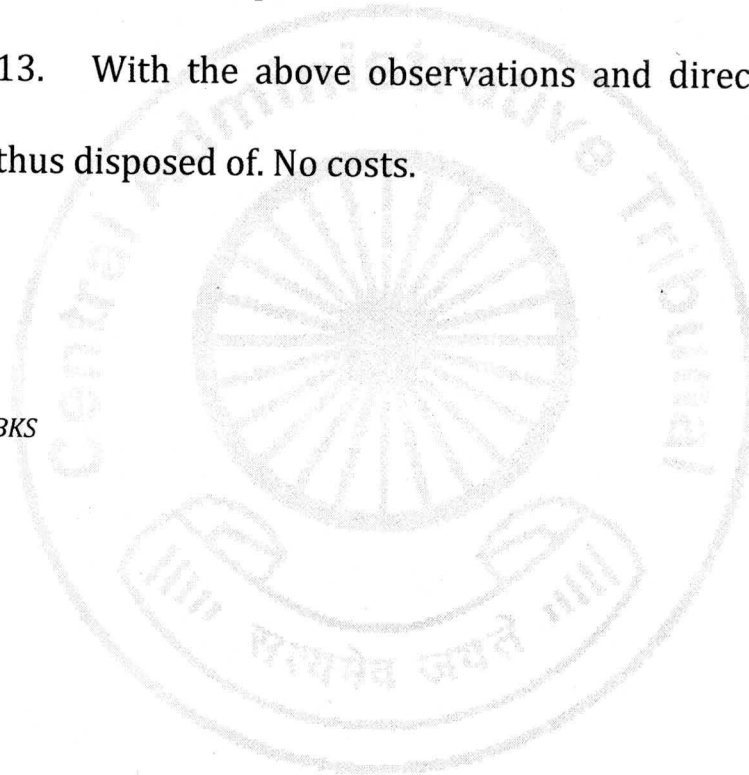 13. With the above observations and direc
thus disposed of. No costs.
Central Administrative Tribunal
BKS
सत्यमेव जयते